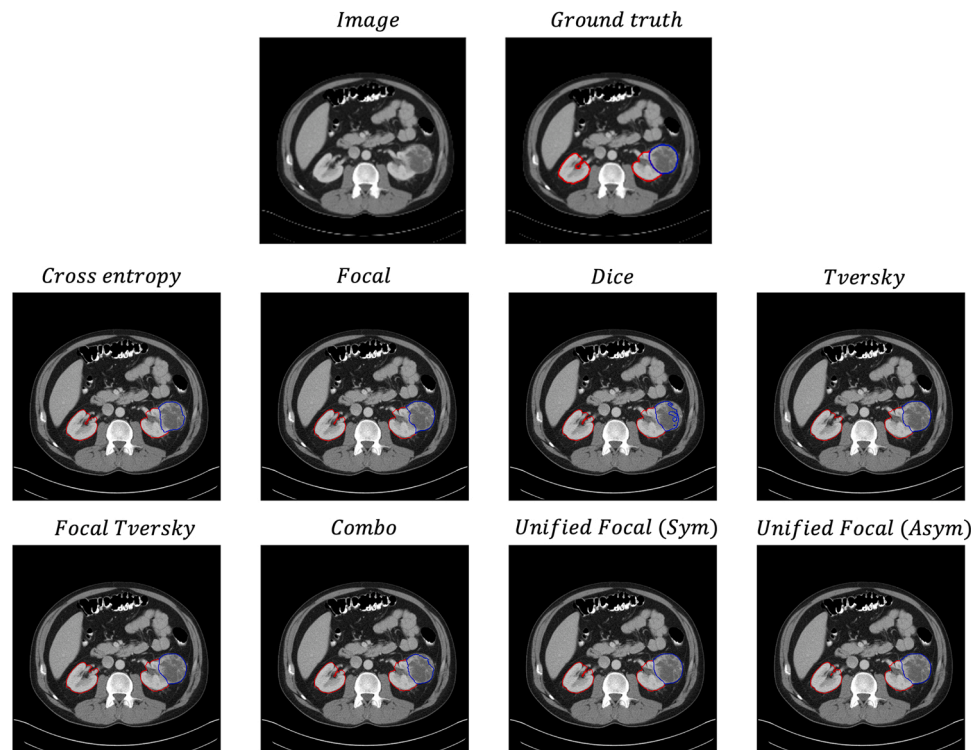 Image
Ground truth
Cross entropy
Focal
Dice
Tversky
Focal Tversky
Combo
Unified Focal (Sym)
Unified Focal (Asym)